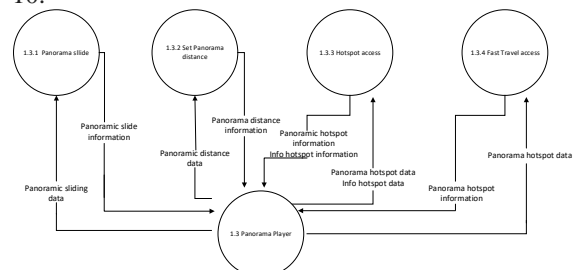 10.
1.3.1 Panorama sllide
1.3.2 Set Panorama
distance
1.3.3 Hotspot access
1.3.4 Fast Travel access
Panoramic slide
information
Panorama distance
information
Panoramic hotspot
information
Info hotspot information
Panoramic distance
data
Panorama hotspot data
Panorama hotspot data
Info hotspot data
Panoramic sliding
data
Panorama hotspot
information
1.3 Panorama Player